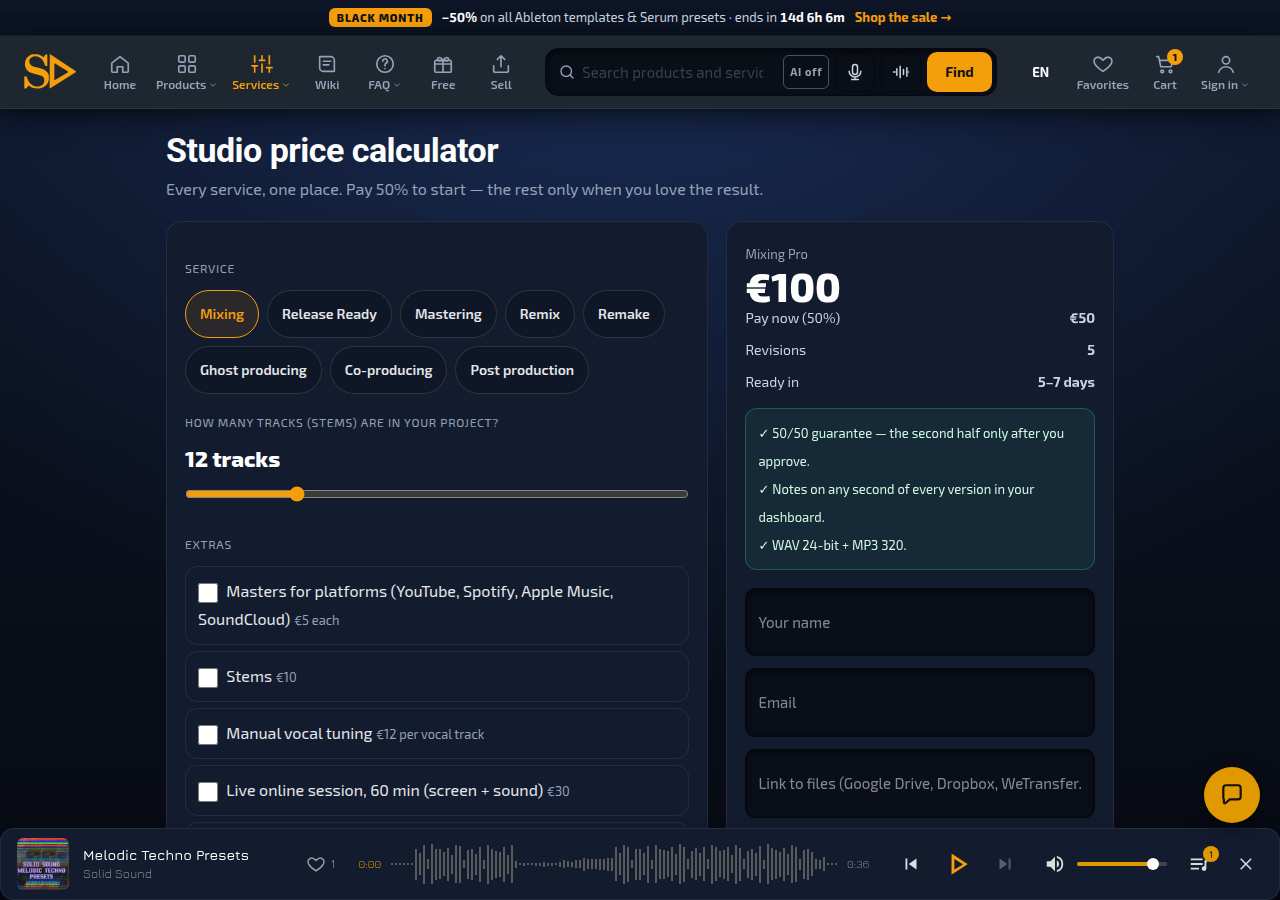 BLACK MONTH −50% on all Ableton templates & Serum presets · ends in 14d 6h 6m Shop the sale →
SD
Home
Products
Services
Wiki
FAQ
Free
Sell
Search products and servic
AI off
Find
EN
Favorites
1
Cart
Sign in
Studio price calculator
Every service, one place. Pay 50% to start — the rest only when you love the result.
SERVICE
Mixing
Release Ready
Mastering
Remix
Remake
Ghost producing
Co-producing
Post production
HOW MANY TRACKS (STEMS) ARE IN YOUR PROJECT?
12 tracks
EXTRAS
Masters for platforms (YouTube, Spotify, Apple Music,
SoundCloud) €5 each
Stems €10
Manual vocal tuning €12 per vocal track
Live online session, 60 min (screen + sound) €30
Mixing Pro
€100
Pay now (50%) €50
Revisions 5
Ready in 5–7 days
✓ 50/50 guarantee — the second half only after you
approve.
✓ Notes on any second of every version in your
dashboard.
✓ WAV 24-bit + MP3 320.
Your name
Email
Link to files (Google Drive, Dropbox, WeTransfer.
SOLID SOUND
MELODIC TECHNO
PRESETS
Melodic Techno Presets
Solid Sound
1
0:00
0:36
1